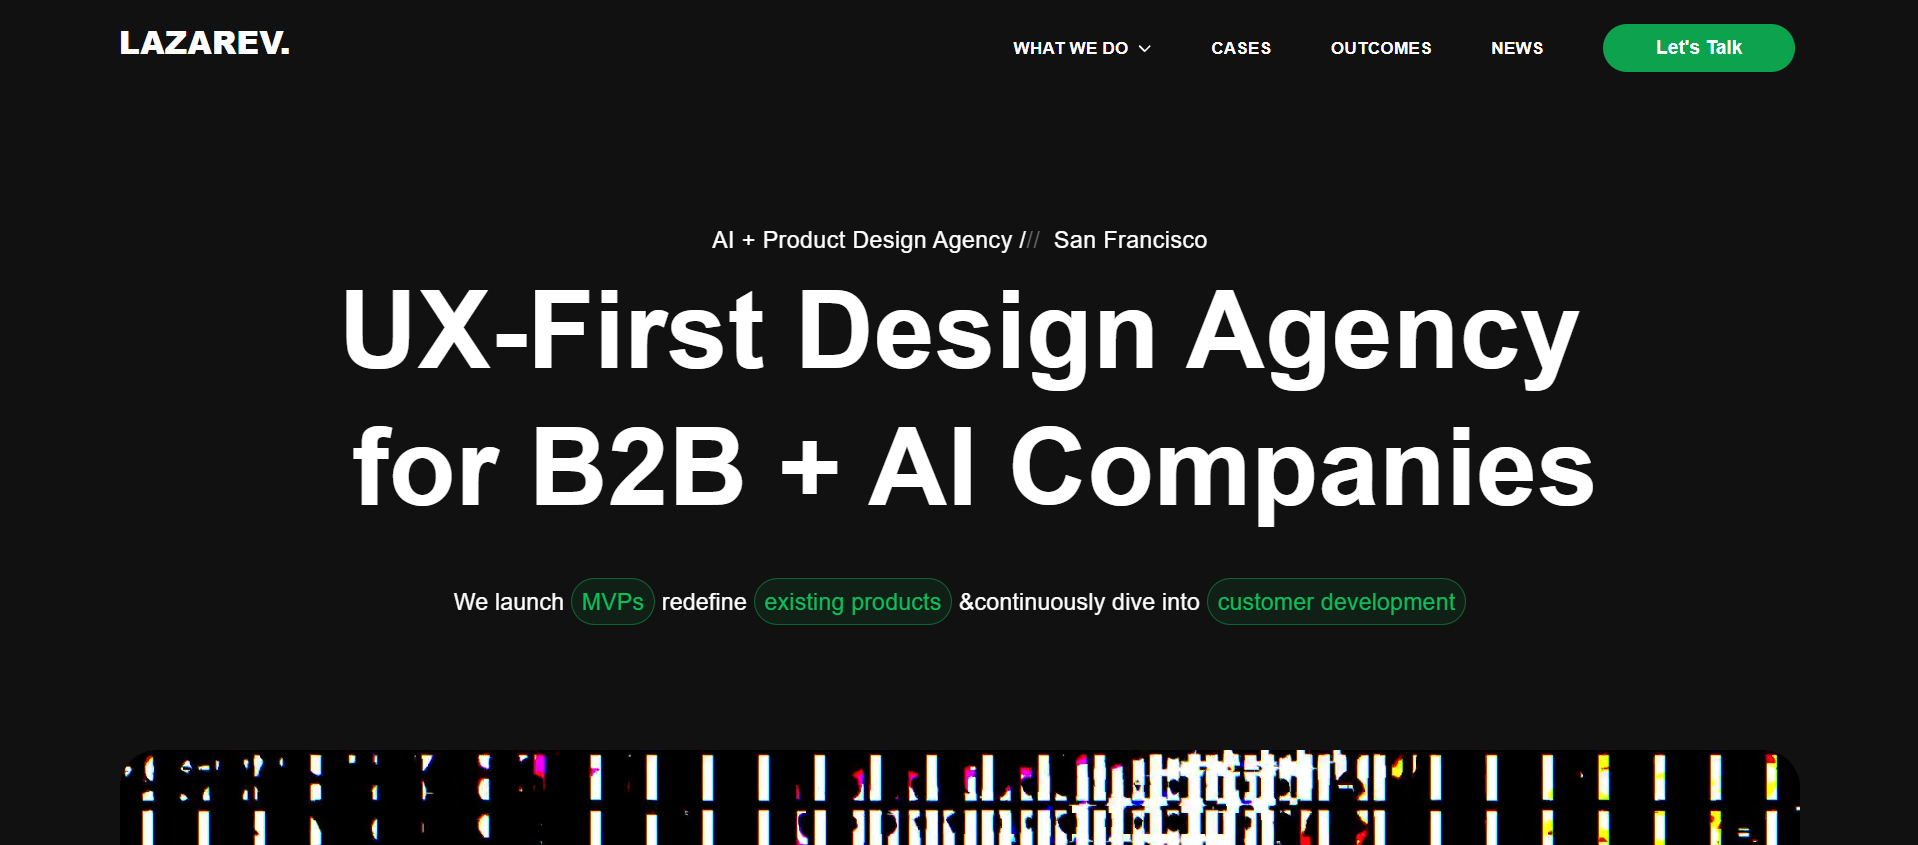 LAZAREV.
WHAT WE DO
CASES
OUTCOMES
NEWS
Let's Talk
AI + Product Design Agency /// San Francisco
UX-First Design Agency
for B2B + AI Companies
We launch MVPs redefine existing products &continuously dive into customer development